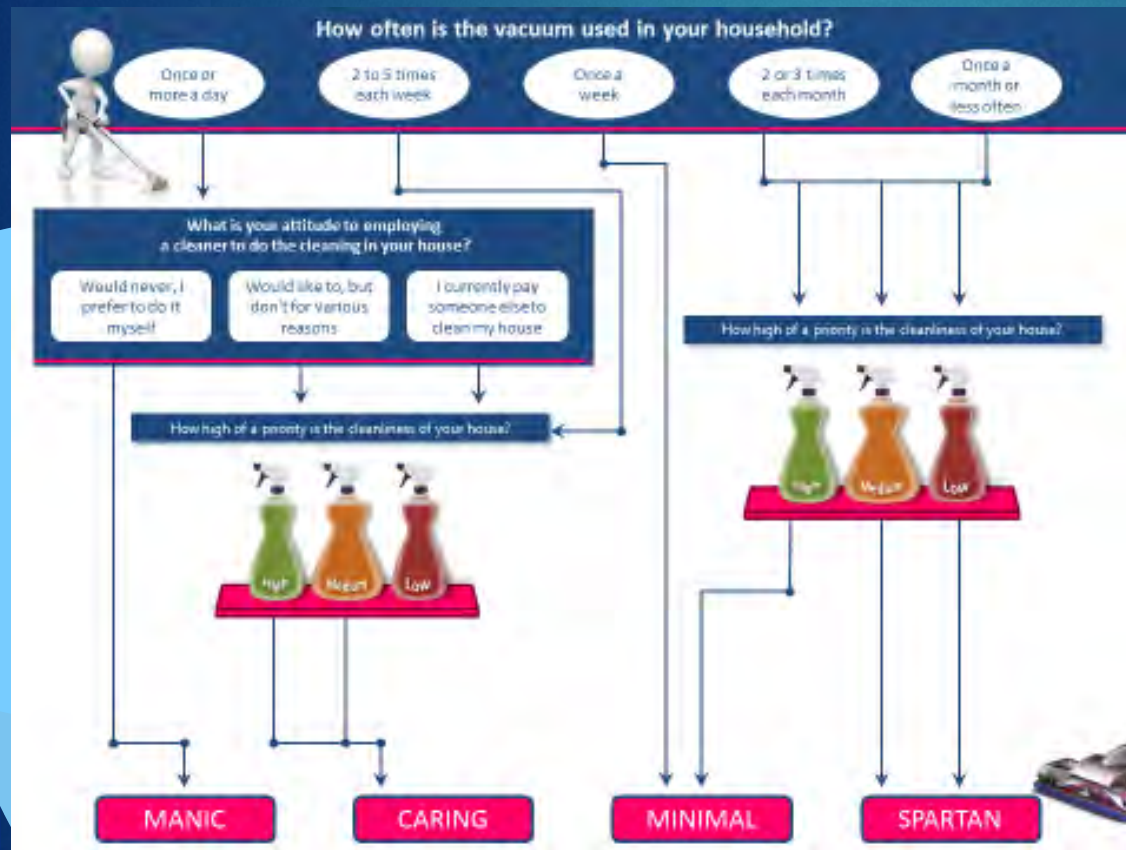 How often is the vacuum used in your household?
Once or
more a day
2 to 5 times
each week
Once a
week
2 or 3 times
each month
Once a
month or
less often
What is your attitude to employing
a cleaner to do the cleaning in your house?
Would never, I
prefer to do it
myself
Would like to, but
don't for various
reasons
I currently pay
someone else to
clean my house
How high of a priority is the cleanliness of your house?
High
Medium
Low
How high of a priority is the cleanliness of your house?
High
Medium
Low
MANIC
CARING
MINIMAL
SPARTAN